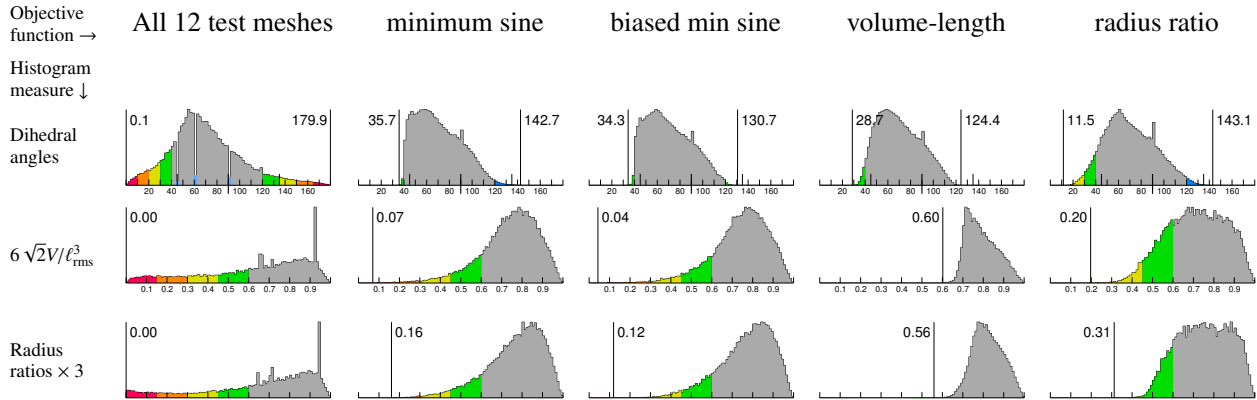 Objective
function →
All 12 test meshes minimum sine biased min sine volume-length radius ratio
Histogram
measure ↓
Dihedral
angles
0.1 179.9 35.7 142.7 34.3 130.7 28.7 124.4 11.5 143.1
20 40 60 80 100 120 140 160 40 60 80 100 120 160 40 60 80 100 120 140 160 40 60 80 100 120 140 160 20 40 60 80 100 120 160
6 √2V/ℓ³rms
0.00 0.07 0.04 0.60 0.20
0.1 0.2 0.3 0.4 0.5 0.6 0.7 0.8 0.9 0.1 0.2 0.3 0.4 0.5 0.6 0.7 0.8 0.9 0.1 0.2 0.3 0.4 0.5 0.6 0.7 0.8 0.9 0.1 0.2 0.3 0.4 0.5 0.6 0.7 0.8 0.9 0.1 0.2 0.3 0.4 0.5 0.6 0.7 0.8 0.9
Radius
ratios × 3
0.00 0.16 0.12 0.56 0.31